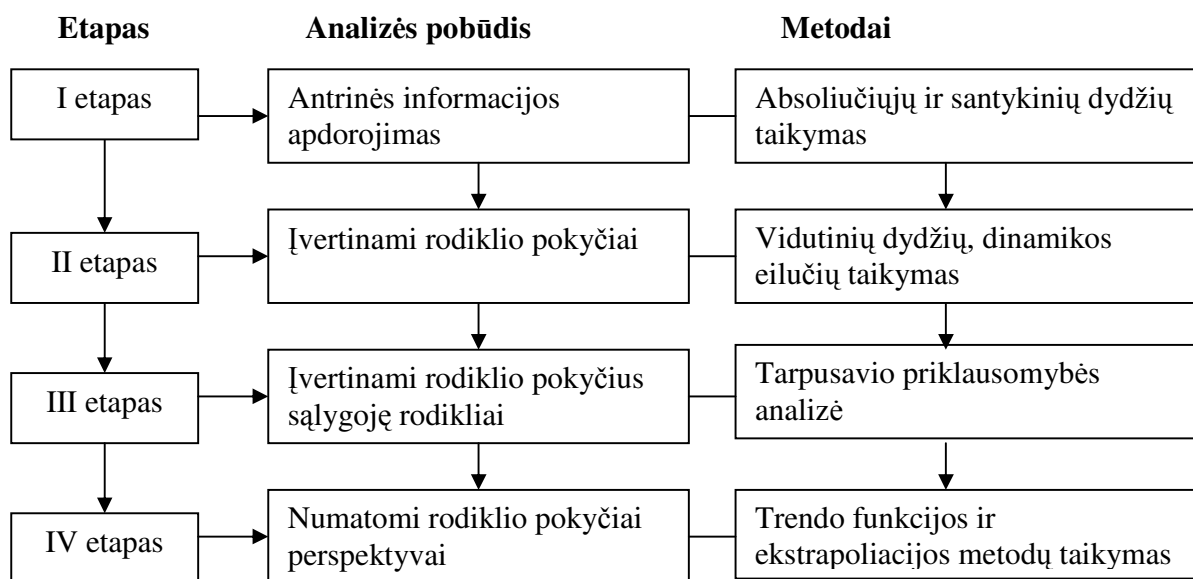 Etapas Analizės pobūdis Metodai
I etapas
Antrinės informacijos
apdorojimas
Absoliučiųjų ir santykinių dydžių
taikymas
II etapas
Įvertinami rodiklio pokyčiai
Vidutinių dydžių, dinamikos
eilučių taikymas
III etapas
Įvertinami rodiklio pokyčius
sąlygoję rodikliai
Tarpusavio priklausomybės
analizė
IV etapas
Numatomi rodiklio pokyčiai
perspektyvai
Trendo funkcijos ir
ekstrapoliacijos metodų taikymas